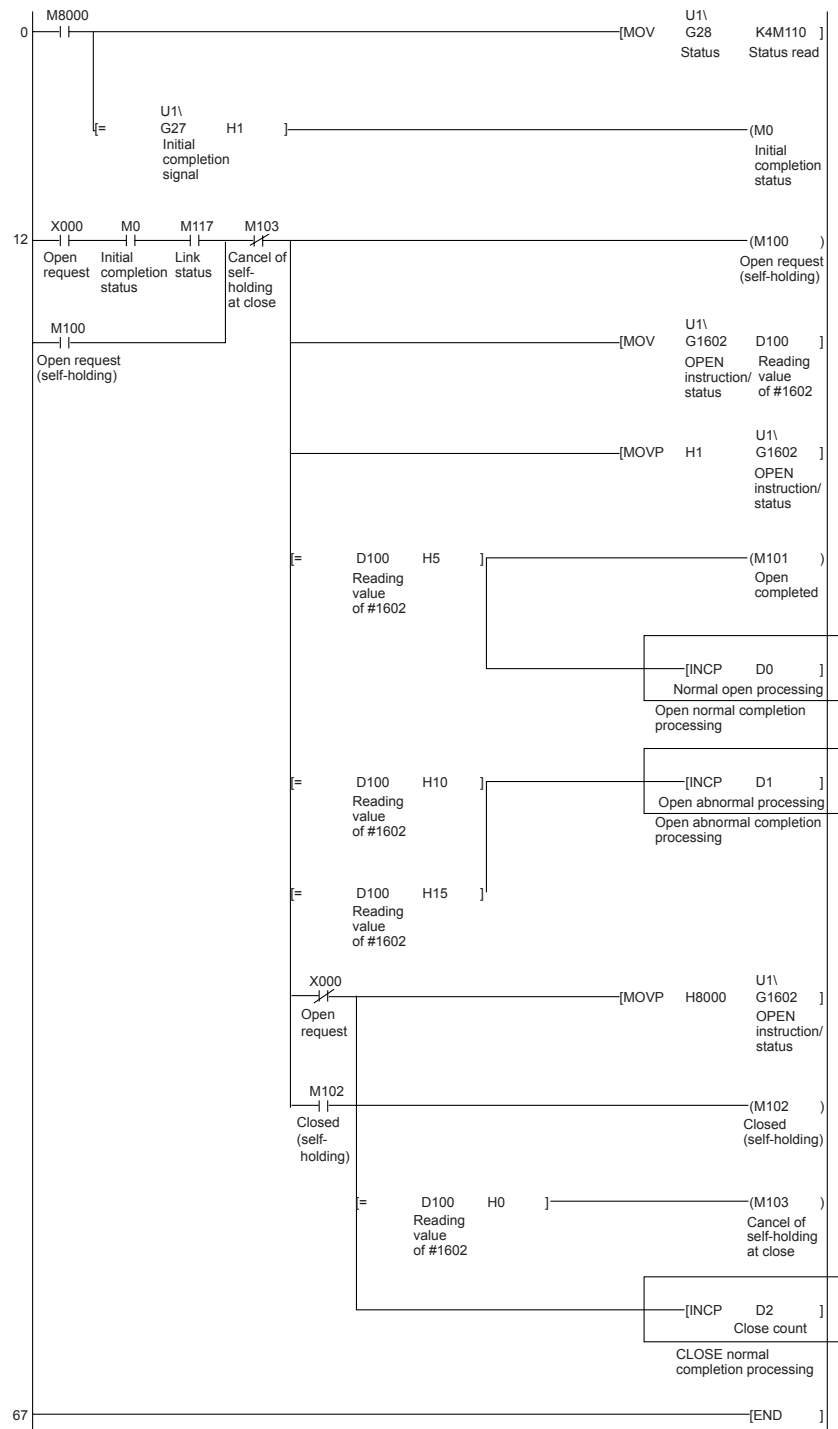 M8000
0
[MOV U1\ G28 K4M110 ]
Status Status read
[= U1\ G27 H1 ]
Initial
completion
signal
(M0
Initial
completion
status
12
X000 M0 M117 M103
Open
request
Initial
completion
status
Link
status
Cancel of
self-
holding
at close
(M100 )
Open request
(self-holding)
M100
Open request
(self-holding)
[MOV U1\ G1602 D100 ]
OPEN
instruction/
status
Reading
value
of #1602
[MOVP H1 U1\ G1602 ]
OPEN
instruction/
status
[= D100 H5 ]
Reading
value
of #1602
(M101 )
Open
completed
[INCP D0 ]
Normal open processing
Open normal completion
processing
[= D100 H10 ]
Reading
value
of #1602
[INCP D1 ]
Open abnormal processing
Open abnormal completion
processing
[= D100 H15 ]
Reading
value
of #1602
X000
Open
request
[MOVP H8000 U1\ G1602 ]
OPEN
instruction/
status
M102
Closed
(self-
holding)
(M102 )
Closed
(self-holding)
[= D100 H0 ]
Reading
value
of #1602
(M103 )
Cancel of
self-holding
at close
[INCP D2 ]
Close count
CLOSE normal
completion processing
67
[END ]